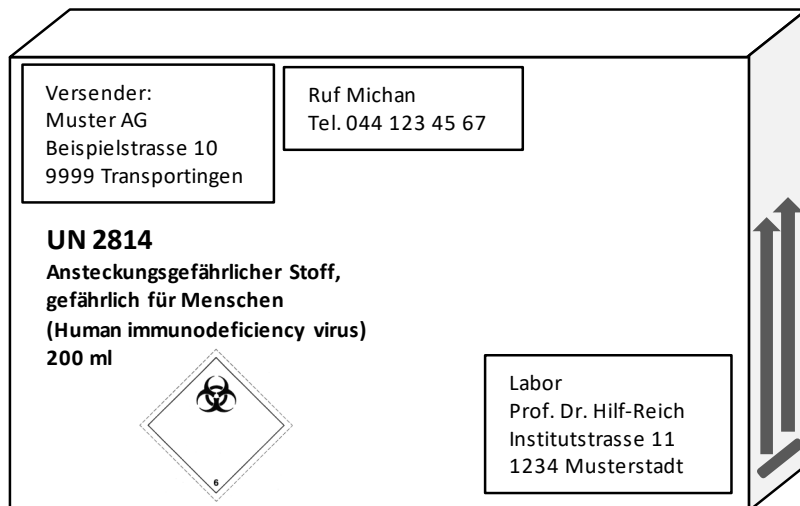 Versender:
Muster AG
Beispielstrasse 10
9999 Transportingen
Ruf Michan
Tel. 044 123 45 67
UN 2814
Ansteckungsgefährlicher Stoff,
gefährlich für Menschen
(Human immunodeficiency virus)
200 ml
6
Labor
Prof. Dr. Hilf-Reich
Institutstrasse 11
1234 Musterstadt